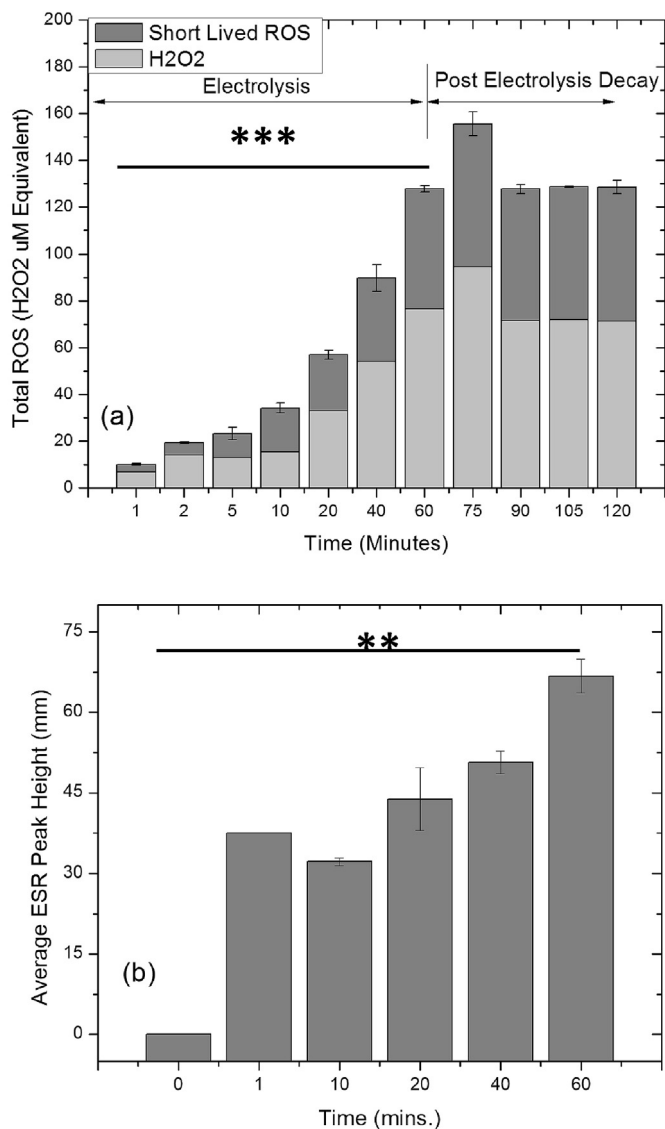 200
180
160
140
120
100
80
60
40
20
0
Total ROS (H2O2 uM Equivalent)
Short Lived ROS
H2O2
Electrolysis
Post Electrolysis Decay
***
(a)
1 2 5 10 20 40 60 75 90 105 120
Time (Minutes)
75
60
45
30
15
0
Average ESR Peak Height (mm)
**
(b)
0 1 10 20 40 60
Time (mins.)